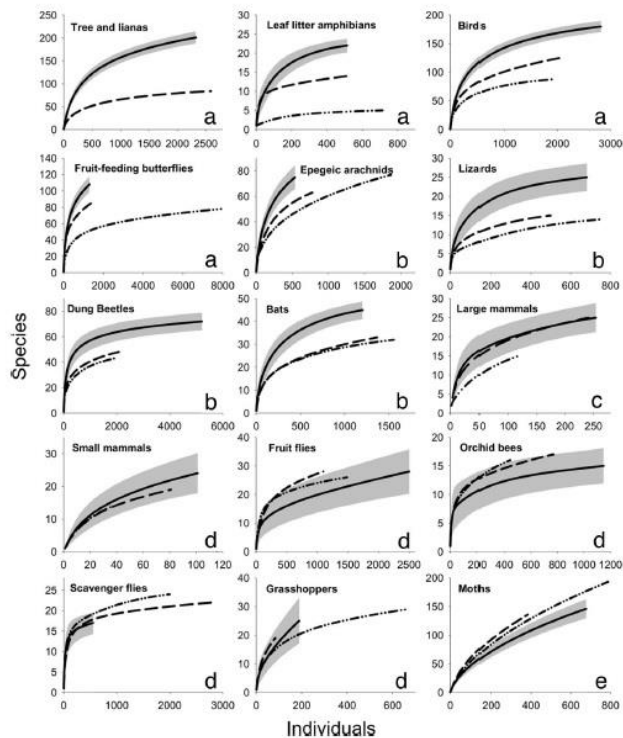 Species
Tree and lianas
250
200
150
100
50
0
0 500 1000 1500 2000 2500
a
Leaf litter amphibians
30
25
20
15
10
5
0
0 200 400 600 800
a
Birds
200
150
100
50
0
0 1000 2000 3000
a
Fruit-feeding butterflies
140
120
100
80
60
40
20
0
0 2000 4000 6000 8000
a
Epegeic arachnids
80
60
40
20
0
0 500 1000 1500 2000
b
Lizards
30
25
20
15
10
5
0
0 200 400 600 800
b
Dung Beetles
80
60
40
20
0
0 1000 2000 3000 4000 5000 6000
b
Bats
50
40
30
20
10
0
0 500 1000 1500
b
Large mammals
30
25
20
15
10
5
0
0 50 100 150 200 250
c
Small mammals
30
20
10
0
0 20 40 60 80 100 120
d
Fruit flies
40
30
20
10
0
0 500 1000 1500 2000 2500
d
Orchid bees
20
15
10
5
0
0 200 400 600 800 1000 1200
d
Scavenger flies
25
20
15
10
5
0
0 1000 2000 3000
d
Grasshoppers
40
30
20
10
0
0 200 400 600
d
Moths
200
150
100
50
0
0 200 400 600 800
e
Individuals